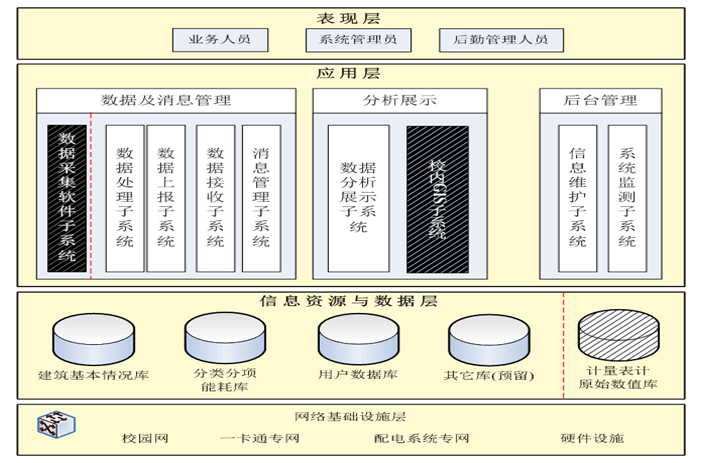 表现层
业务人员
系统管理员
后勤管理人员
应用层
数据及消息管理
分析展示
后台管理
数据采集软件子系统
数据处理子系统
数据上报子系统
数据接收子系统
消息管理子系统
数据分析展示子系统
校内GIS子系统
信息维护子系统
系统监测子系统
信息资源与数据层
建筑基本情况库
分类分项
能耗库
用户数据库
其它库(预留)
计量表计
原始数值库
网络基础设施层
校园网
一卡通专网
配电系统专网
硬件设施